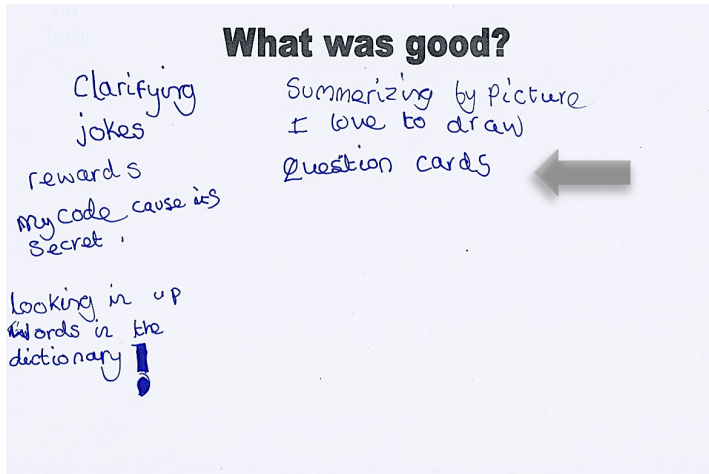 What was good?
Clarifying
jokes
rewards
my code cause its
secret.
looking in up
words in the
dictionary!
Summerizing by Picture
I love to draw
Question cards